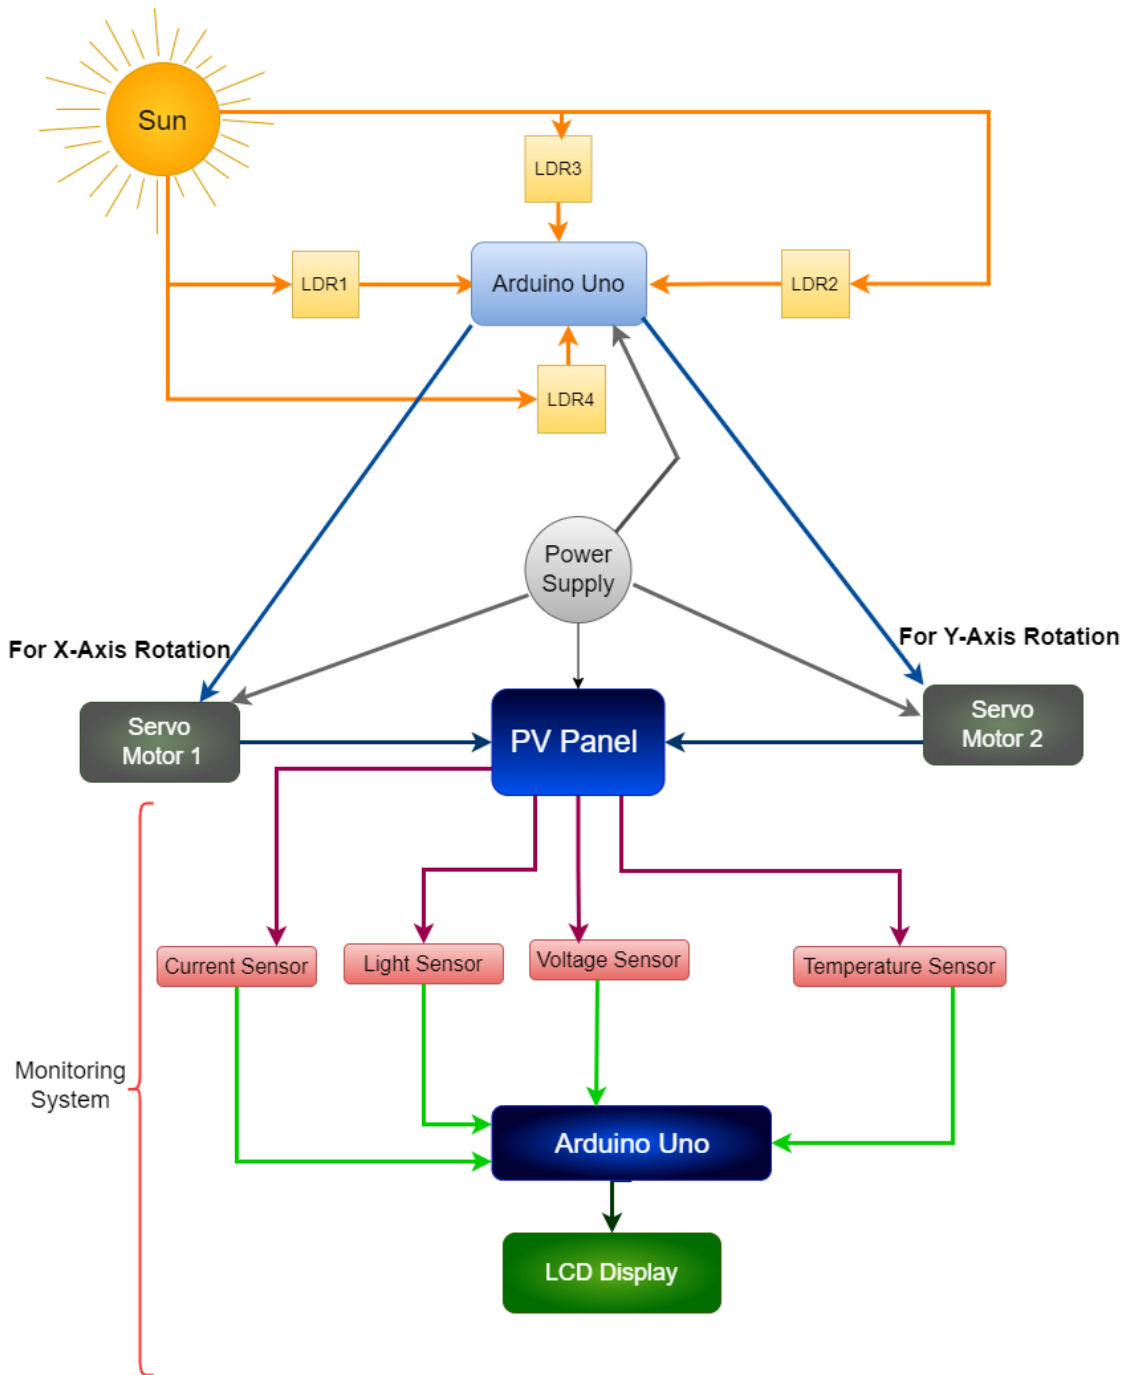 Sun
LDR3
LDR1
Arduino Uno
LDR2
LDR4
Power
Supply
For X-Axis Rotation
For Y-Axis Rotation
Servo
Motor 1
PV Panel
Servo
Motor 2
Current Sensor
Light Sensor
Voltage Sensor
Temperature Sensor
Monitoring
System
Arduino Uno
LCD Display